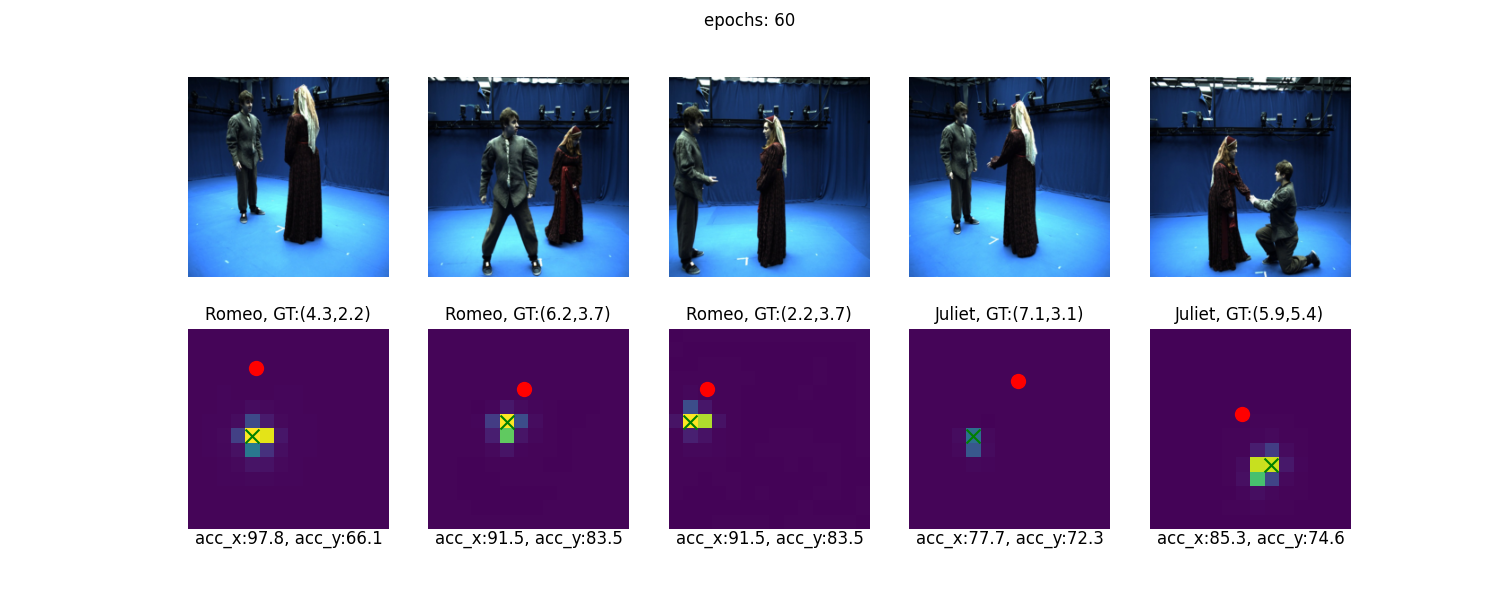 epochs: 60
Romeo, GT:(4.3,2.2)
Romeo, GT:(6.2,3.7)
Romeo, GT:(2.2,3.7)
Juliet, GT:(7.1,3.1)
Juliet, GT:(5.9,5.4)
acc_x:97.8, acc_y:66.1
acc_x:91.5, acc_y:83.5
acc_x:91.5, acc_y:83.5
acc_x:77.7, acc_y:72.3
acc_x:85.3, acc_y:74.6